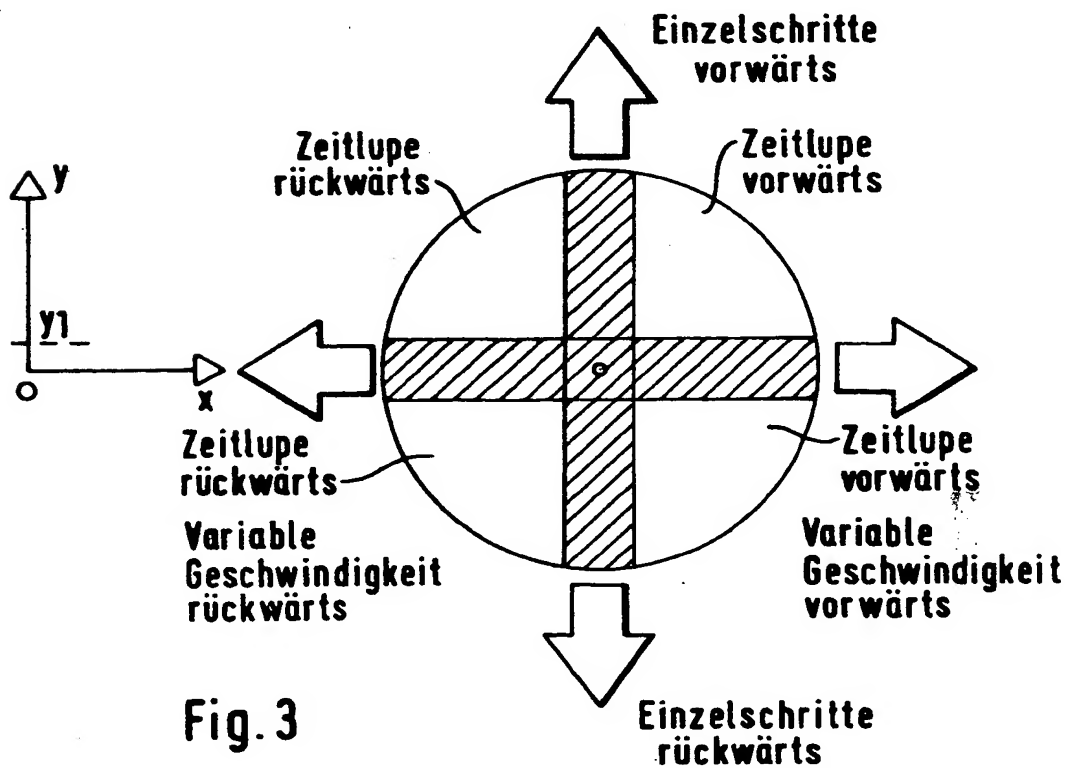 Einzelschritte
vorwärts
Zeitlupe
rückwärts
Zeitlupe
vorwärts
y
y1
x
O
Zeitlupe
rückwärts
Zeitlupe
vorwärts
Variable
Geschwindigkeit
rückwärts
Variable
Geschwindigkeit
vorwärts
Einzelschritte
rückwärts
Fig. 3